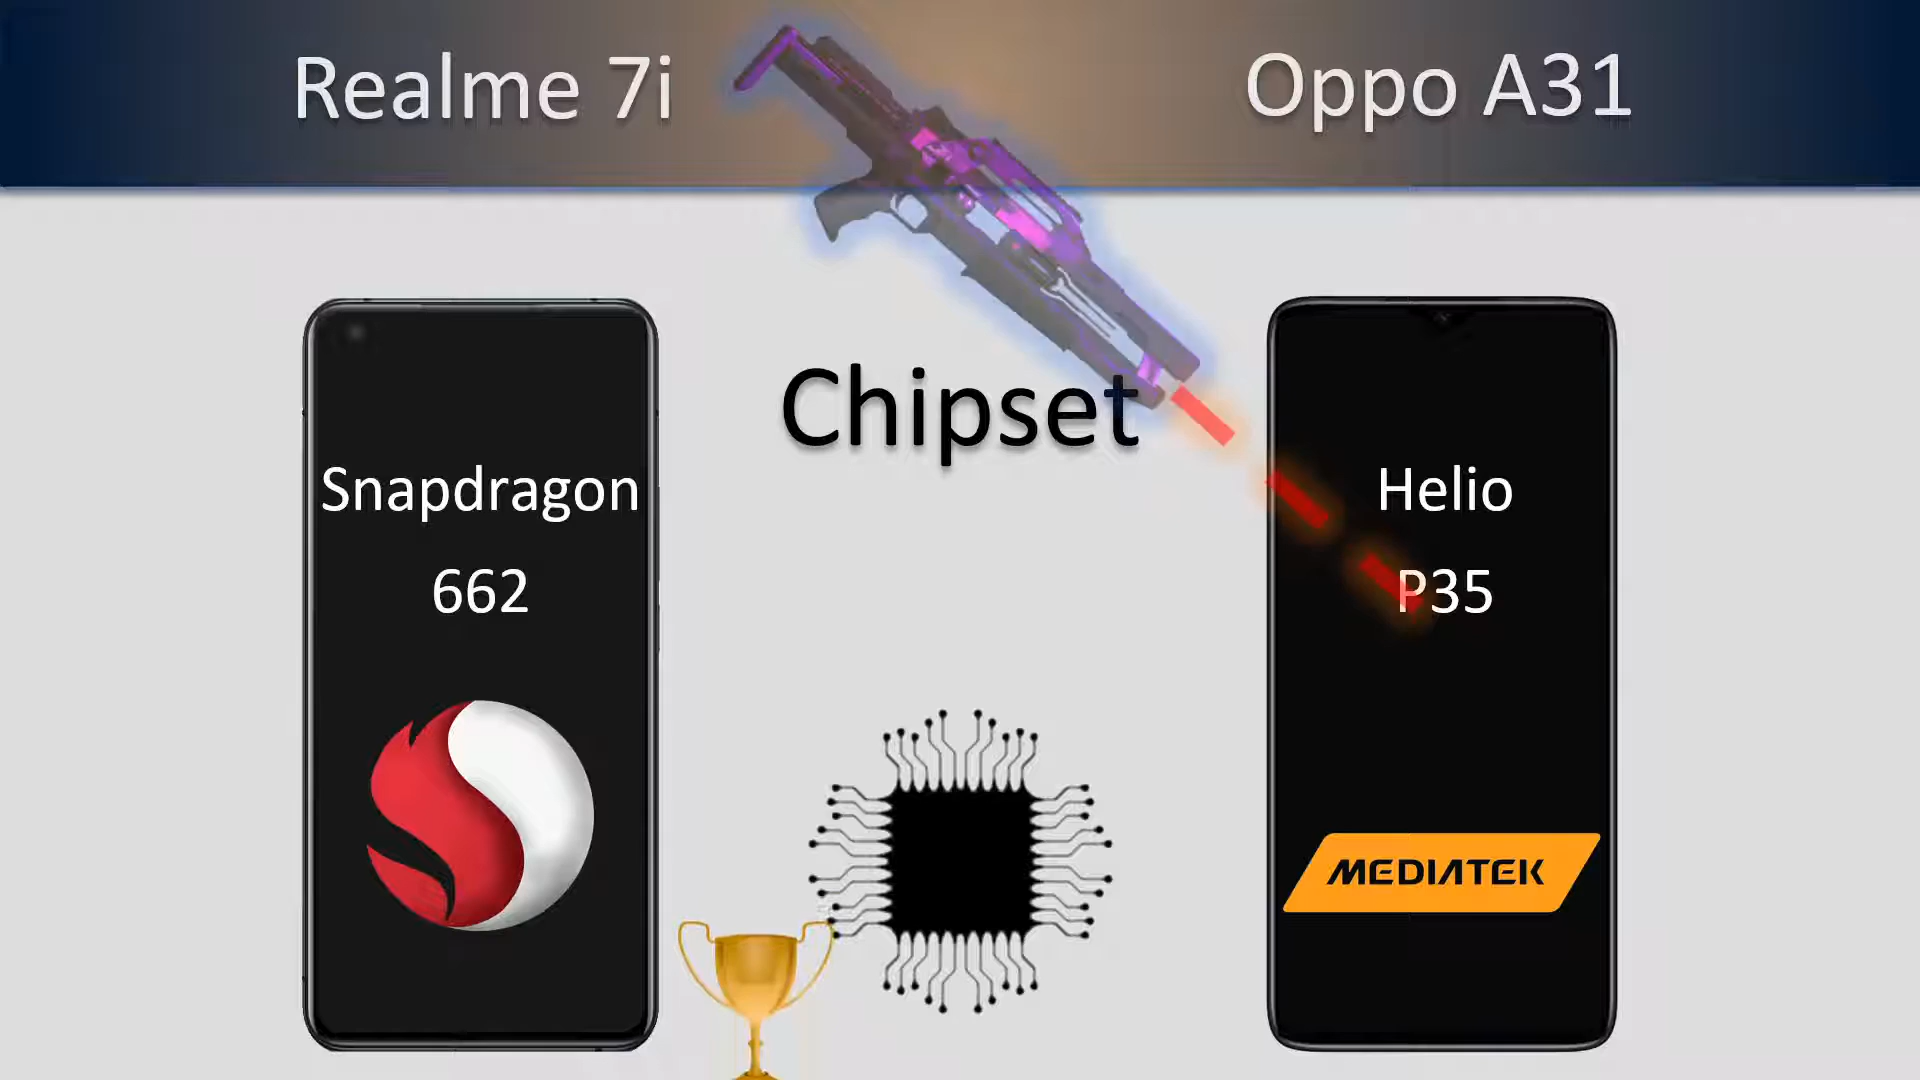 Realme 7i
Oppo A31
Chipset
Snapdragon
662
Helio
P35
MEDIATEK